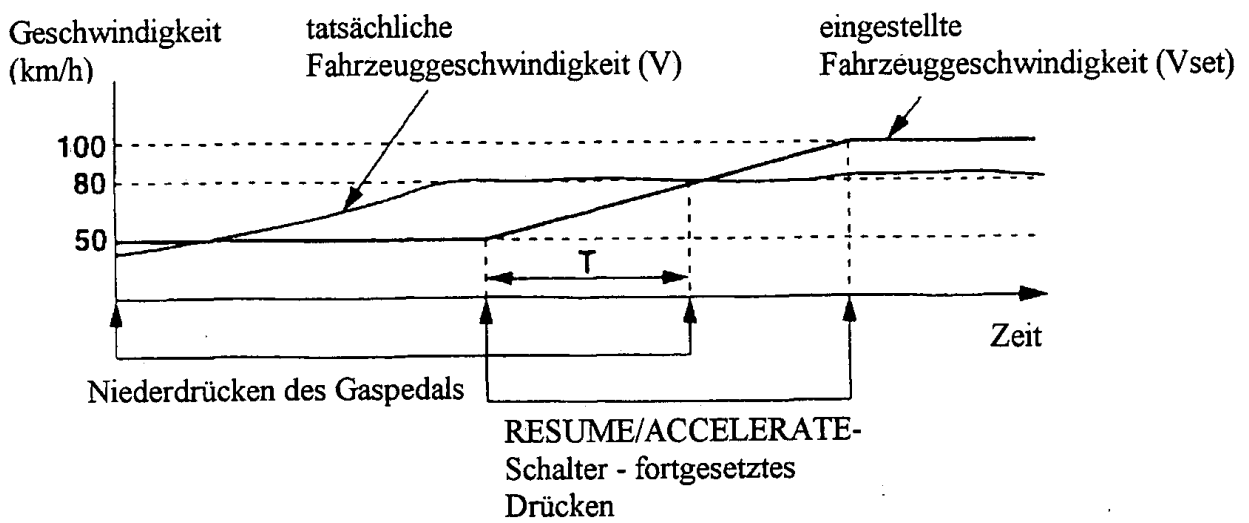 Geschwindigkeit
(km/h)
tatsächliche
Fahrzeuggeschwindigkeit (V)
eingestellte
Fahrzeuggeschwindigkeit (Vset)
100
80
50
T
Zeit
Niederdrücken des Gaspedals
RESUME/ACCELERATE-
Schalter - fortgesetztes
Drücken